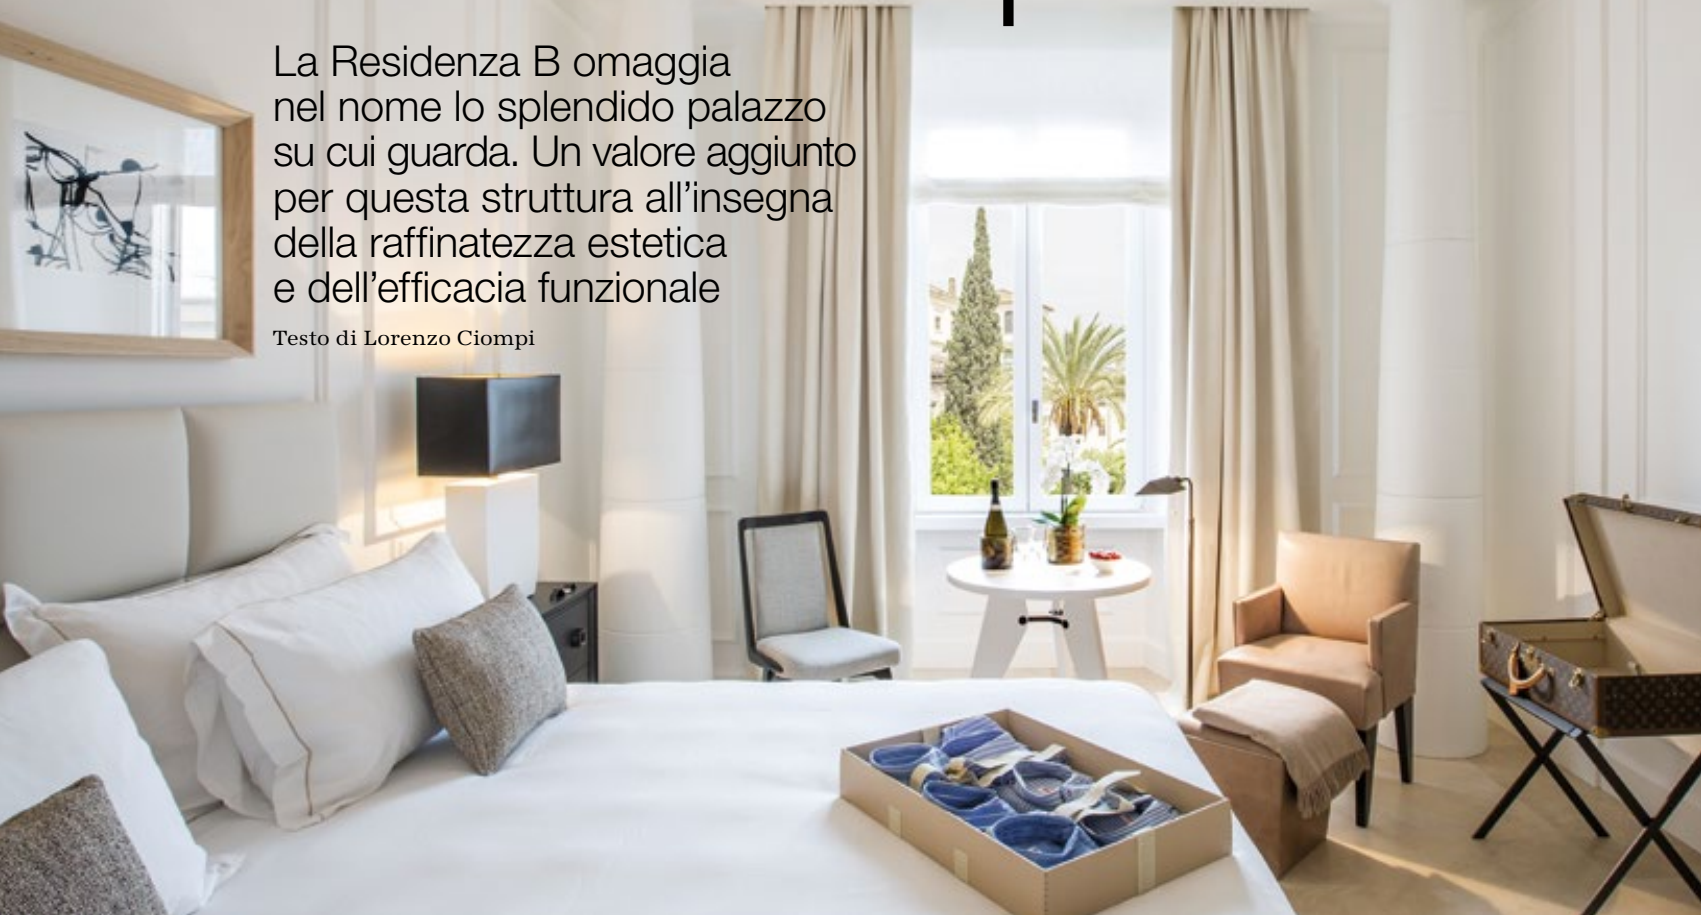 La Residenza B omaggia
nel nome lo splendido palazzo
su cui guarda. Un valore aggiunto
per questa struttura all’insegna
della raffinatezza estetica
e dell’efficacia funzionale
Testo di Lorenzo Ciompi